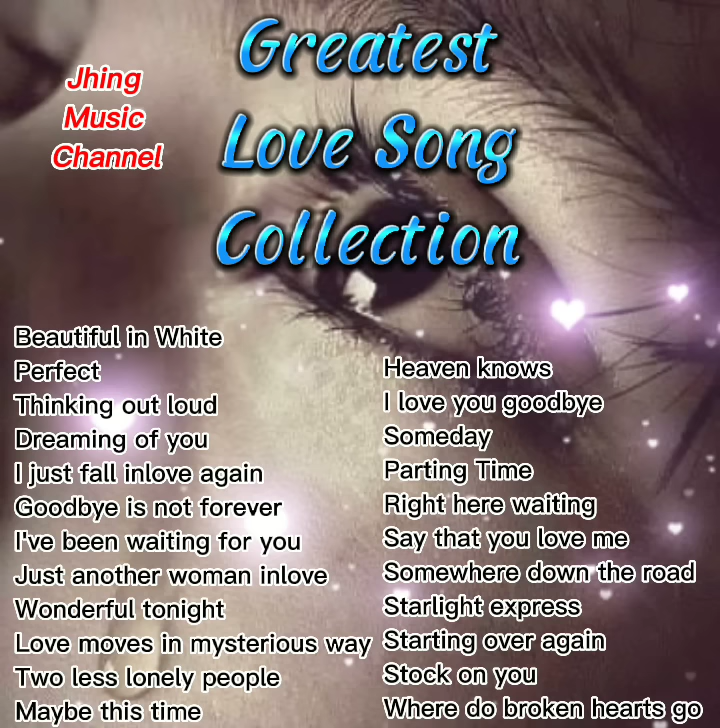 Greatest
Love Song
Collection
Jhing
Music
Channel
Beautiful in White
Perfect
Thinking out loud
Dreaming of you
I just fall inlove again
Goodbye is not forever
I've been waiting for you
Just another woman inlove
Wonderful tonight
Love moves in mysterious way
Two less lonely people
Maybe this time
Heaven knows
I love you goodbye
Someday
Parting Time
Right here waiting
Say that you love me
Somewhere down the road
Starlight express
Starting over again
Stock on you
Where do broken hearts go